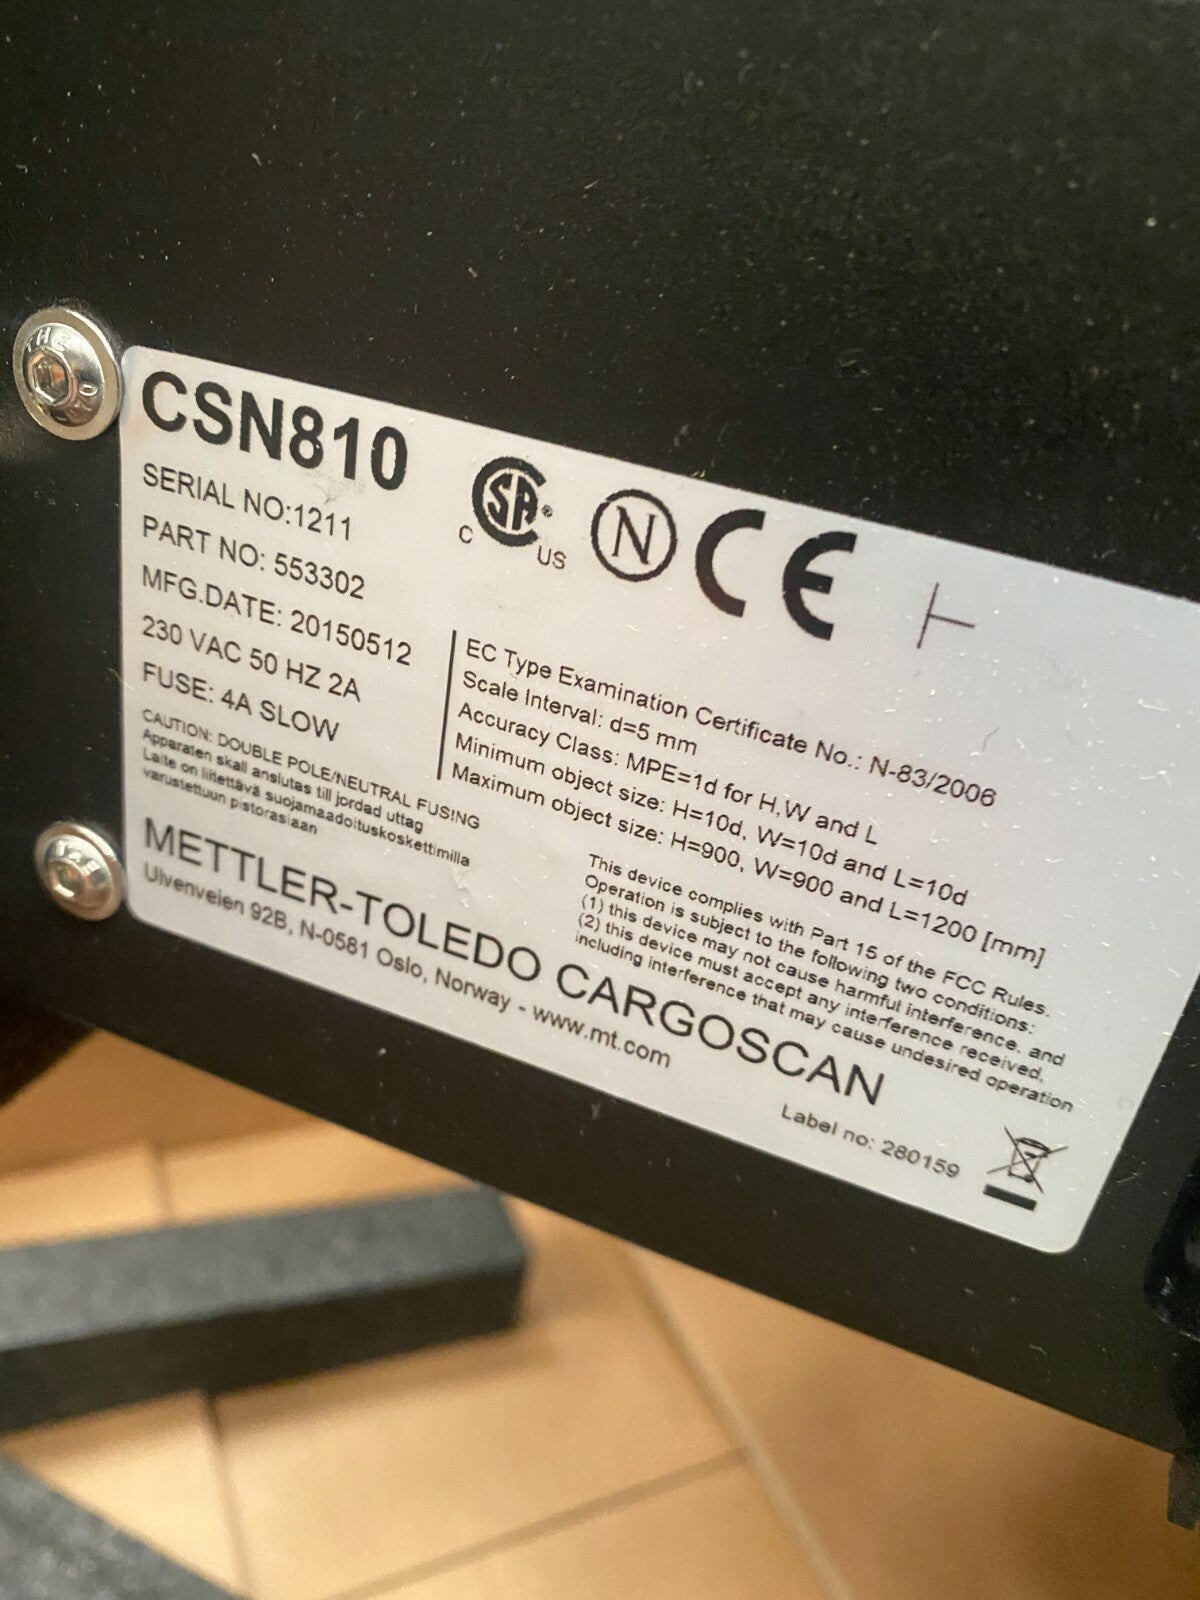 CSN810
SERIAL NO:1211
PART NO: 553302
MFG.DATE: 20150512
230 VAC 50 HZ 2A
FUSE: 4A SLOW
CAUTION: DOUBLE POLE/NEUTRAL FUSING
Apparaten skall anslutas till jordad uttag
Laite on liitettävä suojamaadoituskoskettimilla
varustettuun pistorasiaan
C SA® US
N CE
EC Type Examination Certificate No.: N-83/2006
Scale Interval: d=5 mm
Accuracy Class: MPE=1d for H,W and L
Minimum object size: H=10d, W=10d and L=10d
Maximum object size: H=900, W=900 and L=1200 [mm]
This device complies with Part 15 of the FCC Rules.
Operation is subject to the following two conditions:
(1) this device may not cause harmful interference, and
(2) this device must accept any interference received,
including interference that may cause undesired operation
METTLER-TOLEDO CARGOSCAN
Ulvenveien 92B, N-0581 Oslo, Norway - www.mt.com
Label no: 280159